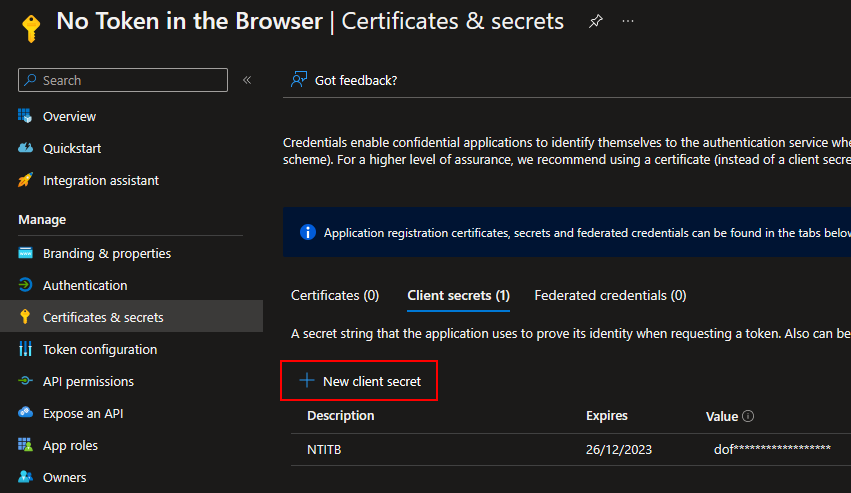 No Token in the Browser | Certificates & secrets
Search
Got feedback?
Overview
Quickstart
Integration assistant
Manage
Branding & properties
Authentication
Certificates & secrets
Token configuration
API permissions
Expose an API
App roles
Owners
Credentials enable confidential applications to identify themselves to the authentication service whe
scheme). For a higher level of assurance, we recommend using a certificate (instead of a client secre
Application registration certificates, secrets and federated credentials can be found in the tabs below
Certificates (0) Client secrets (1) Federated credentials (0)
A secret string that the application uses to prove its identity when requesting a token. Also can be
New client secret
Description Expires Value
NTITB 26/12/2023 dof******************